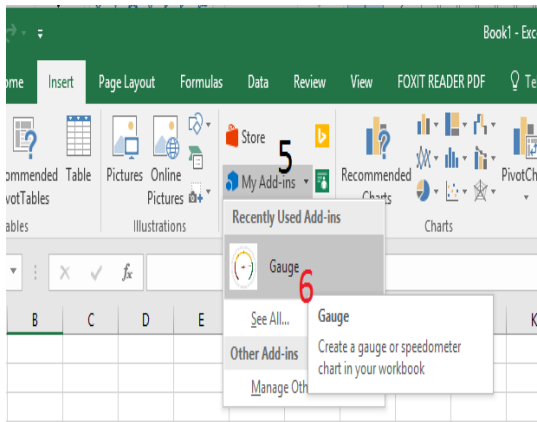 Book1 - Exc
ome Insert Page Layout Formulas Data Review View FOXIT READER PDF Te
ommended
votTables
Table
Pictures
Online
Pictures
Store
My Add-ins
5
Recommended
Charts
PivotCh
ables
Illustrations
Charts
Recently Used Add-ins
Gauge
6
See All...
Other Add-ins
Manage Oth
Gauge
Create a gauge or speedometer
chart in your workbook
fx
B C D E K